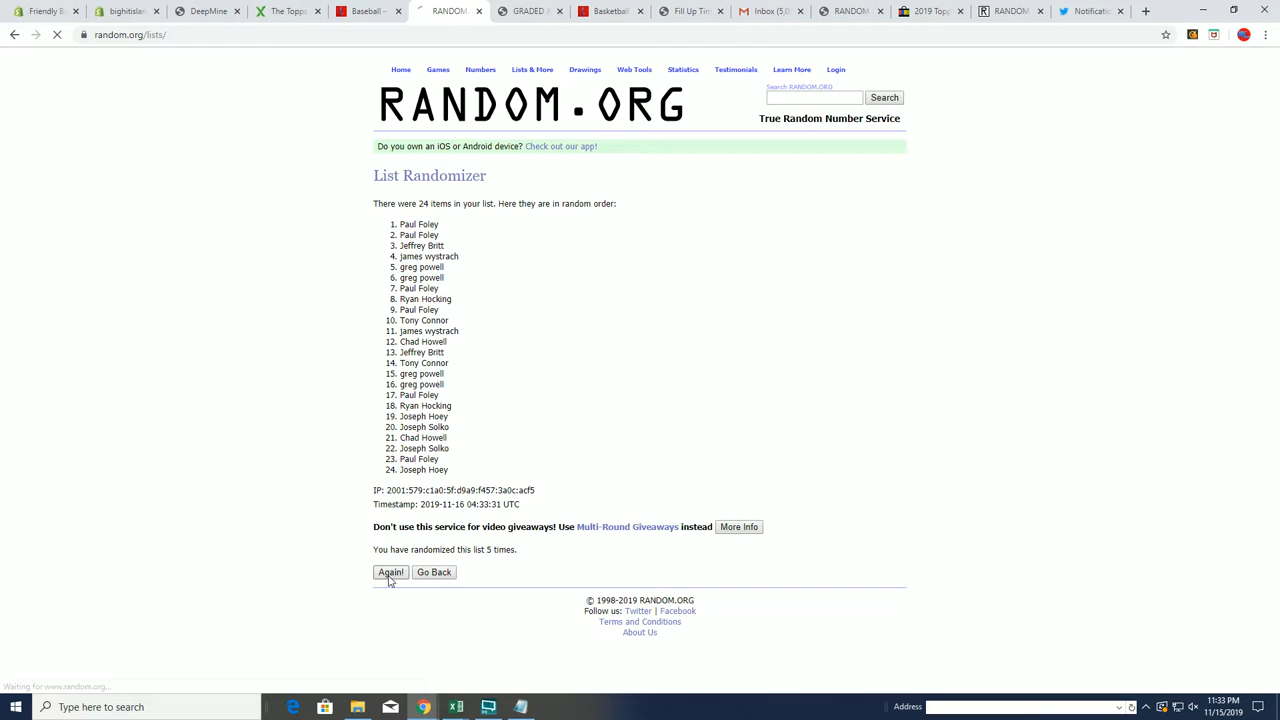 Friendly B
bighitslan
DeepMine
The Topps
Baseball –
RANDOM.
GRADED
Basketball
Fill Up Tin
Inbox (5,0
RANDOM
2019 Topp
RANDOM
Notificatio
random.org/lists/
Home Games Numbers Lists & More Drawings Web Tools Statistics Testimonials Learn More Login
RANDOM.ORG
Search RANDOM.ORG
Search
True Random Number Service
Do you own an iOS or Android device? Check out our app!
List Randomizer
There were 24 items in your list. Here they are in random order:
1. Paul Foley
2. Paul Foley
3. Jeffrey Britt
4. james wystrach
5. greg powell
6. greg powell
7. Paul Foley
8. Ryan Hocking
9. Paul Foley
10. Tony Connor
11. james wystrach
12. Chad Howell
13. Jeffrey Britt
14. Tony Connor
15. greg powell
16. greg powell
17. Paul Foley
18. Ryan Hocking
19. Joseph Hoey
20. Joseph Solko
21. Chad Howell
22. Joseph Solko
23. Paul Foley
24. Joseph Hoey
IP: 2001:579:c1a0:5f:d9a9:f457:3a0c:acf5
Timestamp: 2019-11-16 04:33:31 UTC
Don't use this service for video giveaways! Use Multi-Round Giveaways instead More Info
You have randomized this list 5 times.
Again! Go Back
© 1998-2019 RANDOM.ORG
Follow us: Twitter | Facebook
Terms and Conditions
About Us
Waiting for www.random.org...
Type here to search
Address
11:33 PM
11/15/2019